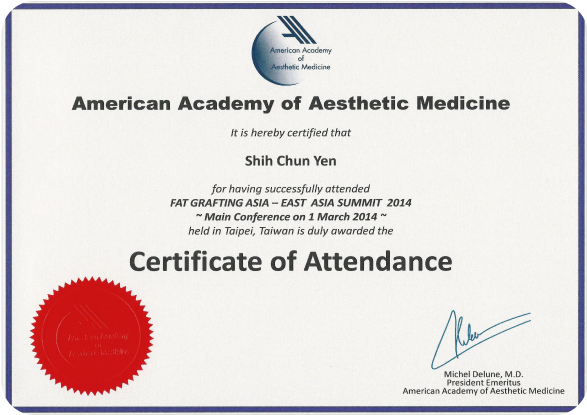 American Academy
of
Aesthetic Medicine
American Academy of Aesthetic Medicine
It is hereby certified that
Shih Chun Yen
for having successfully attended
FAT GRAFTING ASIA – EAST ASIA SUMMIT 2014
~ Main Conference on 1 March 2014 ~
held in Taipei, Taiwan is duly awarded the
Certificate of Attendance
Michel Delune, M.D.
President Emeritus
American Academy of Aesthetic Medicine